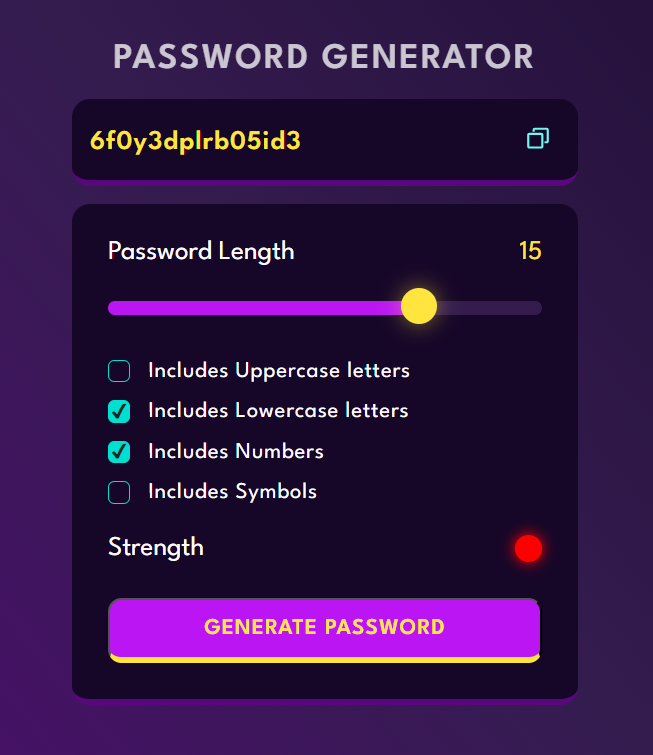 PASSWORD GENERATOR
6f0y3dplrb05id3
Password Length 15
Includes Uppercase letters
Includes Lowercase letters
Includes Numbers
Includes Symbols
Strength
GENERATE PASSWORD